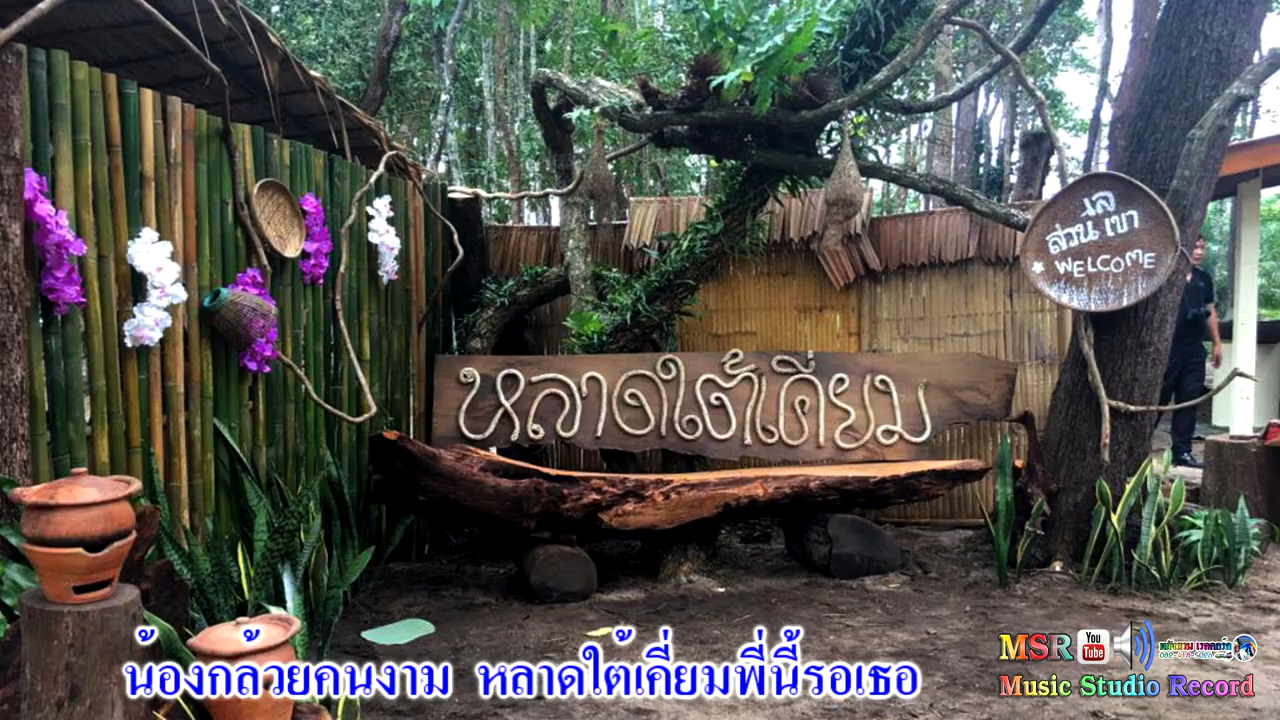 เล
สวน เขา
* WELCOME
หลาดใต้เคี่ยม
น้องกล้วยคนงาม หลาดใต้เคี่ยมพี่นี้รอเธอ
MSR You Tube
Music Studio Record